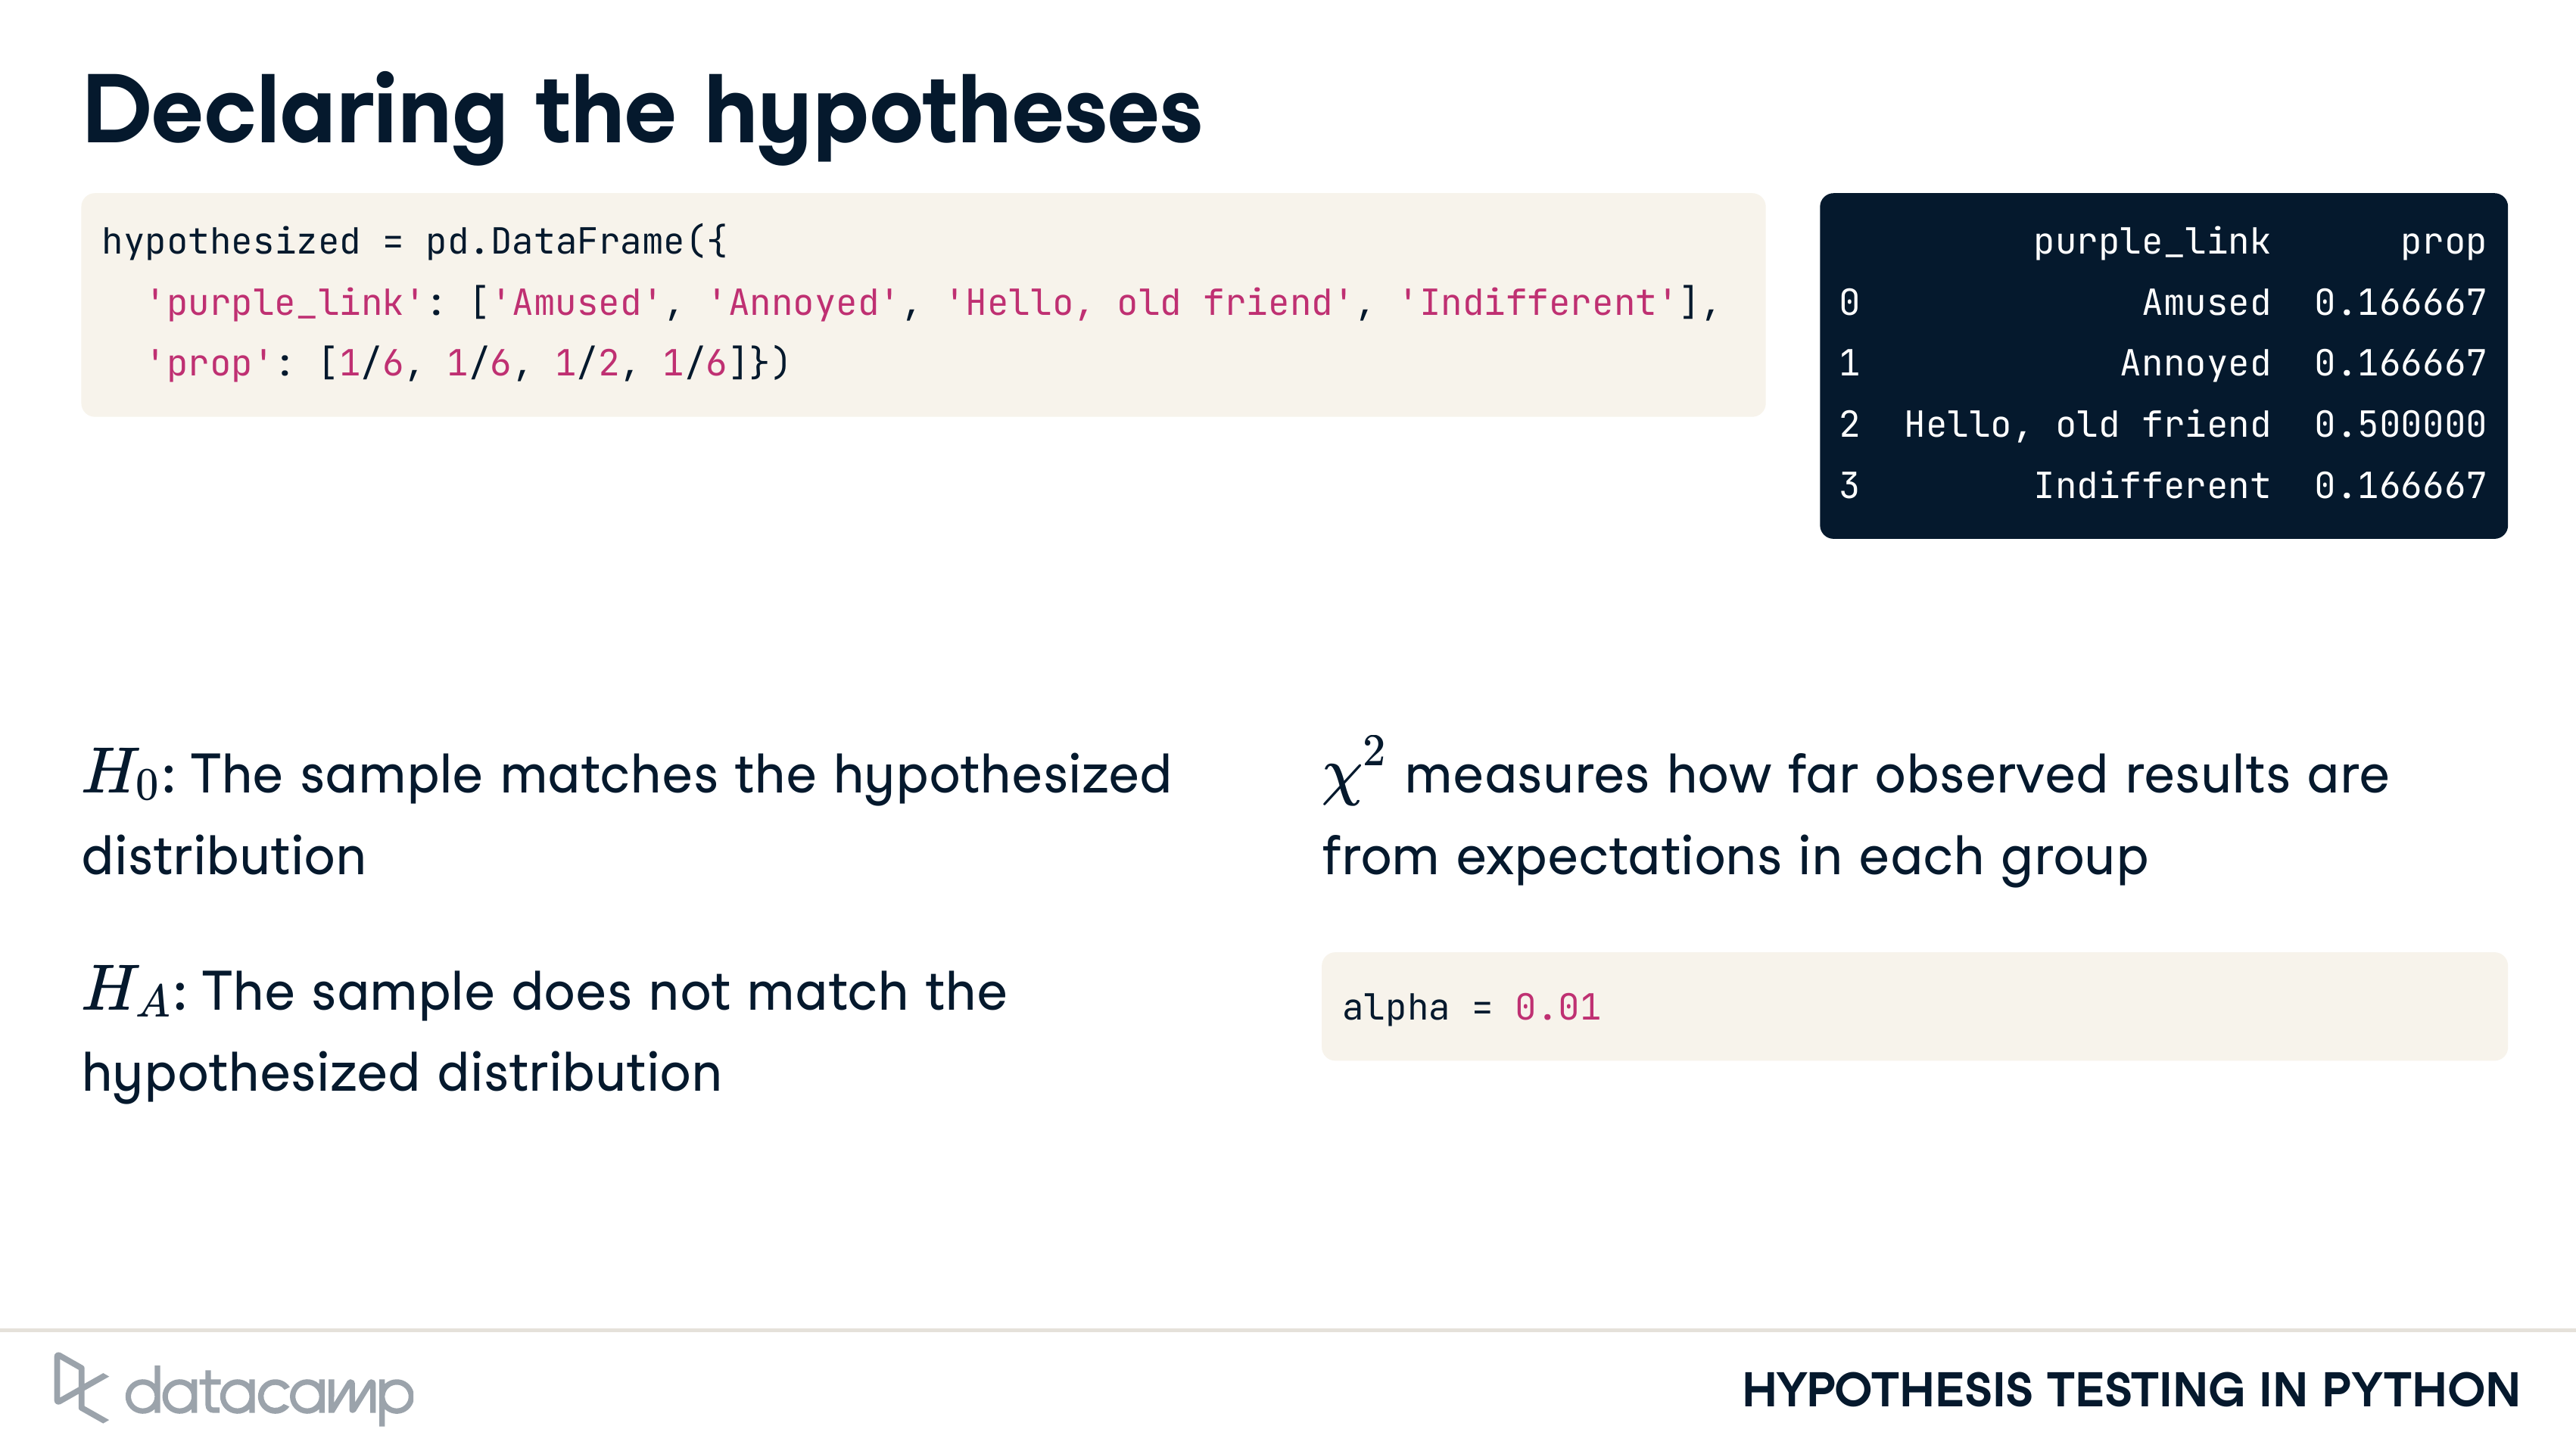 Declaring the hypotheses
hypothesized = pd.DataFrame({
  'purple_link': ['Amused', 'Annoyed', 'Hello, old friend', 'Indifferent'],
  'prop': [1/6, 1/6, 1/2, 1/6]})
         purple_link      prop
0             Amused  0.166667
1            Annoyed  0.166667
2  Hello, old friend  0.500000
3        Indifferent  0.166667
H₀: The sample matches the hypothesized
distribution
H_A: The sample does not match the
hypothesized distribution
χ² measures how far observed results are
from expectations in each group
alpha = 0.01
datacamp
HYPOTHESIS TESTING IN PYTHON